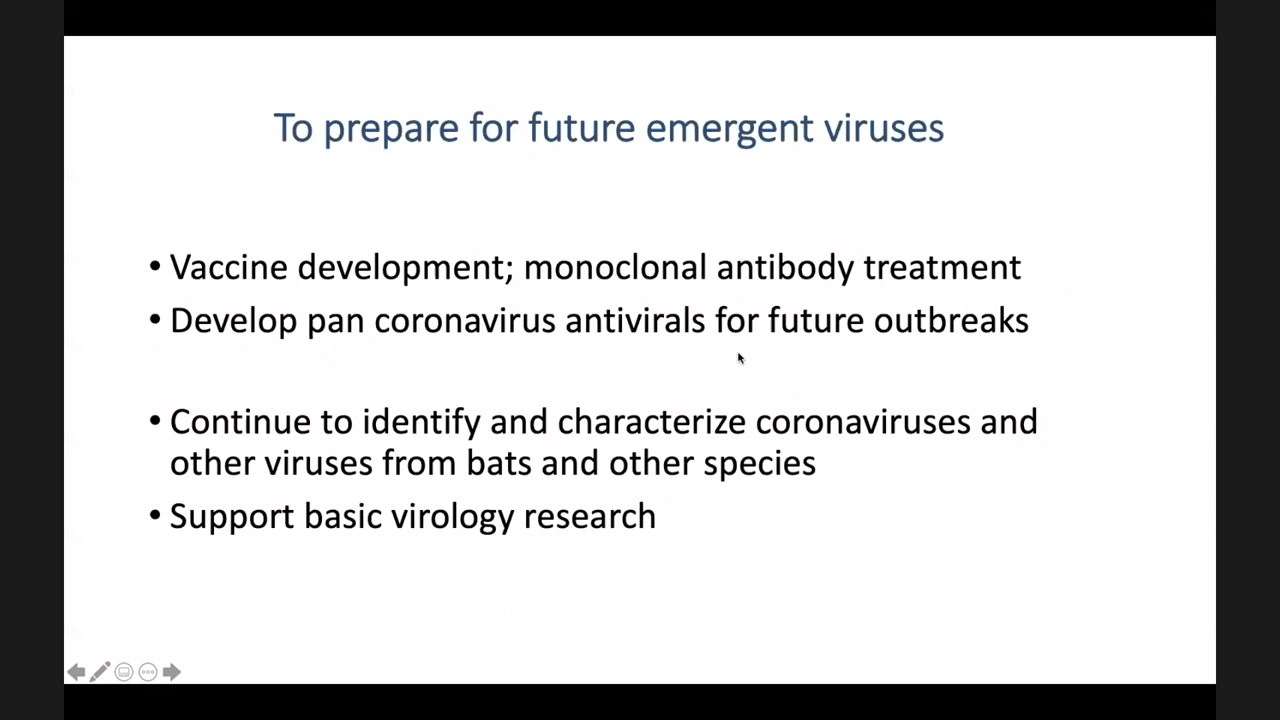 To prepare for future emergent viruses
• Vaccine development; monoclonal antibody treatment
• Develop pan coronavirus antivirals for future outbreaks
• Continue to identify and characterize coronaviruses and
other viruses from bats and other species
• Support basic virology research